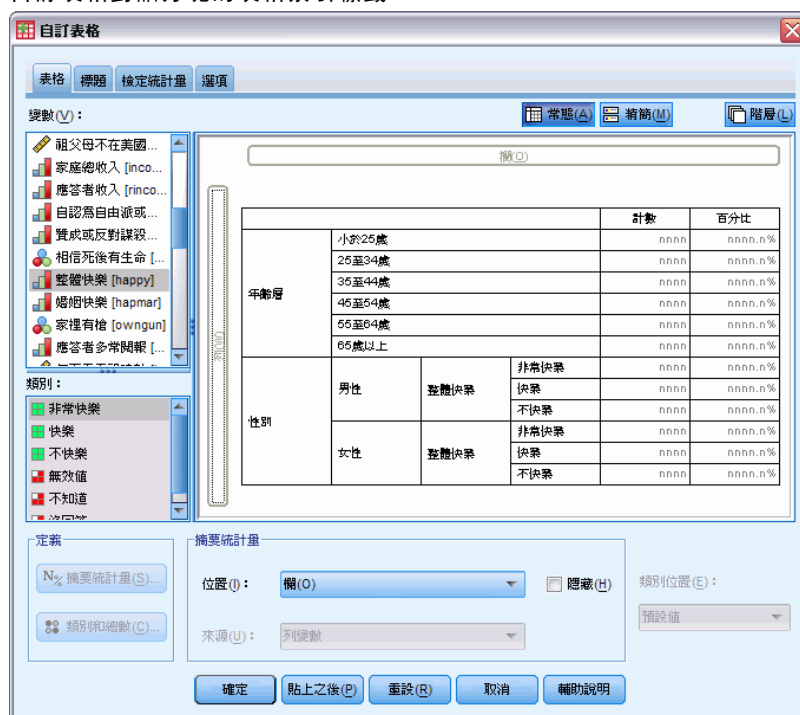 自訂表格
表格 標題 檢定統計量 選項
變數(V)：
常態(A) 精簡(M) 階層(L)
祖父母不在美國...
家庭總收入 [inco...
應答者收入 [rinco...
自認為自由派或...
贊成或反對謀殺...
相信死後有生命 [...
整體快樂 [happy]
婚姻快樂 [hapmar]
家裡有槍 [owngun]
應答者多常閱報 [...
類別：
非常快樂
快樂
不快樂
無效值
不知道
欄(O)
計數 百分比
年齡層
小於25歲 nnnn nnnn.n%
25至34歲 nnnn nnnn.n%
35至44歲 nnnn nnnn.n%
45至54歲 nnnn nnnn.n%
55至64歲 nnnn nnnn.n%
65歲以上 nnnn nnnn.n%
性別
男性 整體快樂
非常快樂 nnnn nnnn.n%
快樂 nnnn nnnn.n%
不快樂 nnnn nnnn.n%
女性 整體快樂
非常快樂 nnnn nnnn.n%
快樂 nnnn nnnn.n%
不快樂 nnnn nnnn.n%
定義
N% 摘要統計量(S)...
類別和總數(C)...
摘要統計量
位置(I)： 欄(O) 隱藏(H)
來源(U)： 列變數
類別位置(E)：
預設值
確定 貼上之後(P) 重設(R) 取消 輔助說明